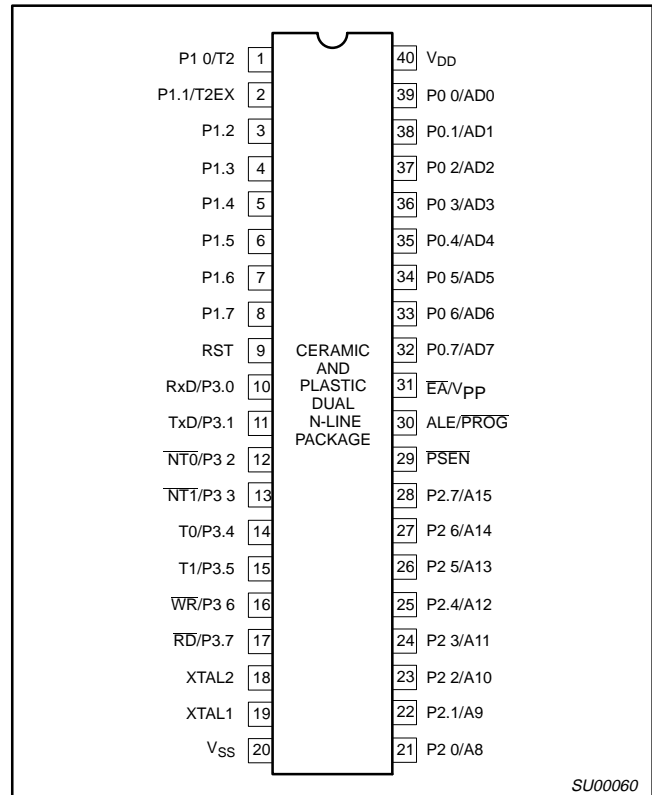 P1 0/T2 1
P1.1/T2EX 2
P1.2 3
P1.3 4
P1.4 5
P1.5 6
P1.6 7
P1.7 8
RST 9
RxD/P3.0 10
TxD/P3.1 11
NT0/P3 2 12
NT1/P3 3 13
T0/P3.4 14
T1/P3.5 15
WR/P3 6 16
RD/P3.7 17
XTAL2 18
XTAL1 19
VSS 20
CERAMIC
AND
PLASTIC
DUAL
N-LINE
PACKAGE
40 VDD
39 P0 0/AD0
38 P0.1/AD1
37 P0 2/AD2
36 P0 3/AD3
35 P0.4/AD4
34 P0 5/AD5
33 P0 6/AD6
32 P0.7/AD7
31 EA/VPP
30 ALE/PROG
29 PSEN
28 P2.7/A15
27 P2 6/A14
26 P2 5/A13
25 P2.4/A12
24 P2 3/A11
23 P2 2/A10
22 P2.1/A9
21 P2 0/A8
SU00060